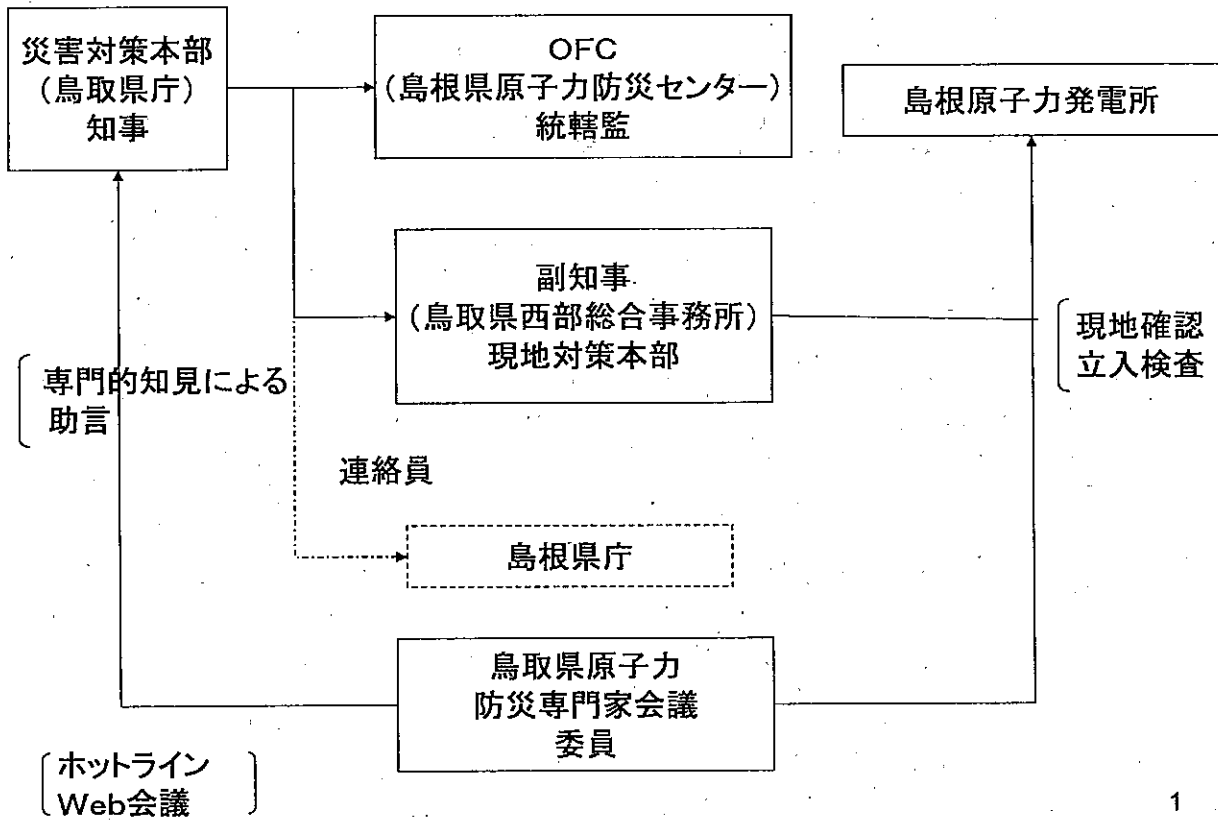 災害対策本部
(鳥取県庁)
知事
OFC
(島根県原子力防災センター)
統轄監
島根原子力発電所
副知事
(鳥取県西部総合事務所)
現地対策本部
現地確認
立入検査
専門的知見による
助言
連絡員
島根県庁
鳥取県原子力
防災専門家会議
委員
ホットライン
Web会議
1